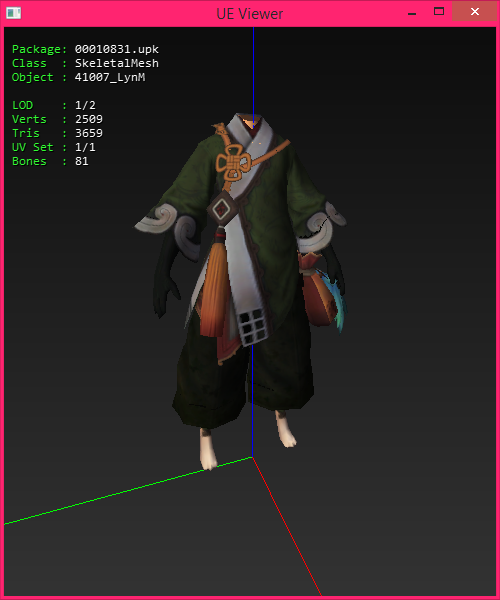 UE Viewer
Package: 00010831.upk
Class  : SkeletalMesh
Object : 41007_LynM
LOD    : 1/2
Verts  : 2509
Tris   : 3659
UV Set : 1/1
Bones  : 81